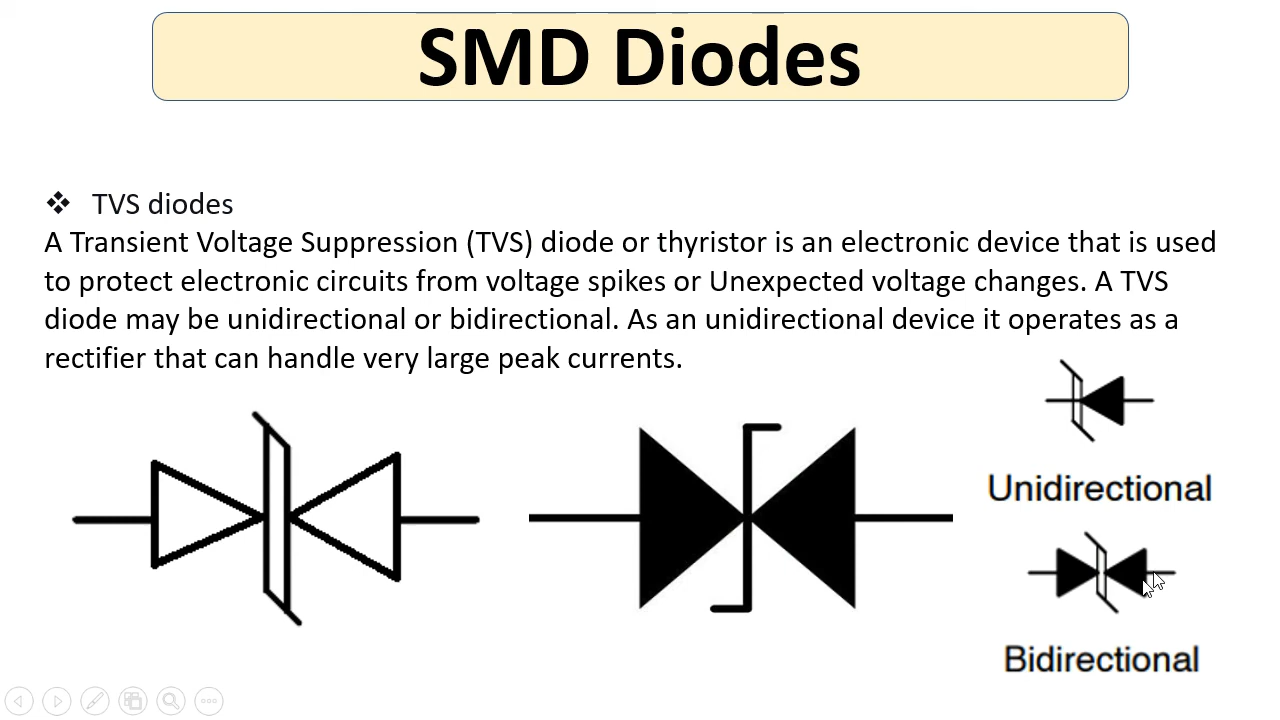 SMD Diodes
❖ TVS diodes
A Transient Voltage Suppression (TVS) diode or thyristor is an electronic device that is used
to protect electronic circuits from voltage spikes or Unexpected voltage changes. A TVS
diode may be unidirectional or bidirectional. As an unidirectional device it operates as a
rectifier that can handle very large peak currents.
Unidirectional
Bidirectional